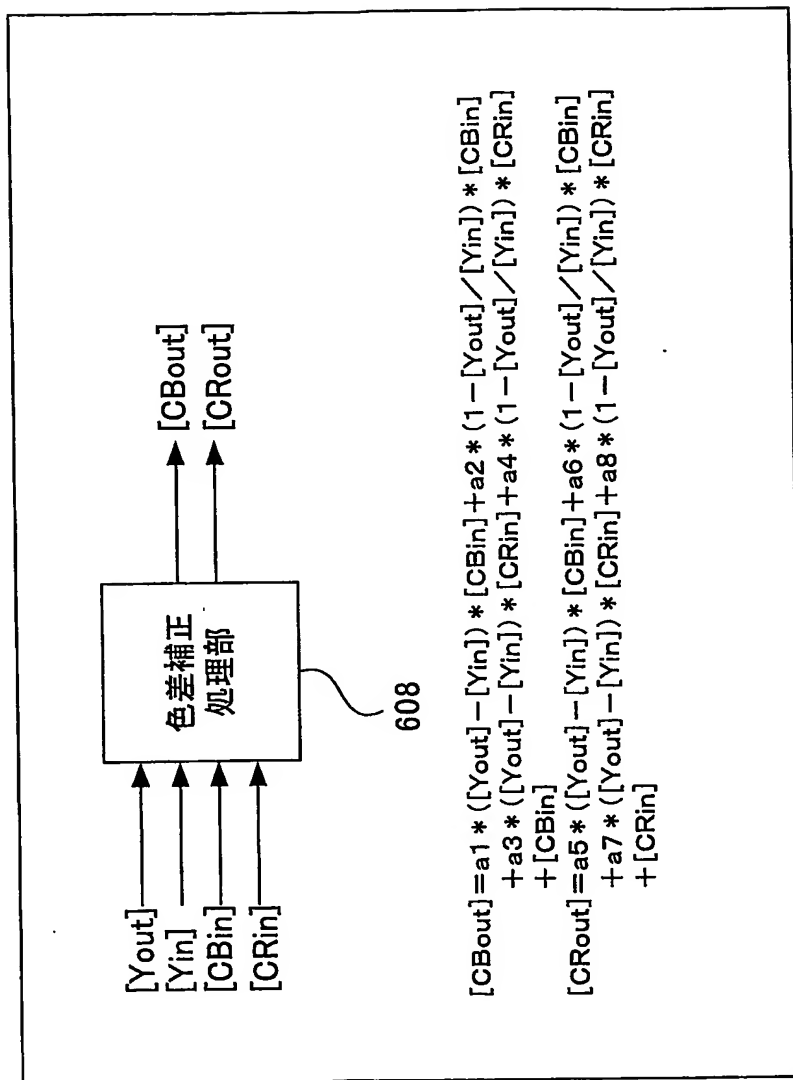 [Yout]
[Yin]
[CBin]
[CRin]
色差補正
処理部
[CBout]
[CRout]
608
[CBout]=a1*([Yout]-[Yin])*[CBin]+a2*(1-[Yout]/[Yin])*[CBin]
+a3*([Yout]-[Yin])*[CRin]+a4*(1-[Yout]/[Yin])*[CRin]
+[CBin]
[CRout]=a5*([Yout]-[Yin])*[CBin]+a6*(1-[Yout]/[Yin])*[CBin]
+a7*([Yout]-[Yin])*[CRin]+a8*(1-[Yout]/[Yin])*[CRin]
+[CRin]